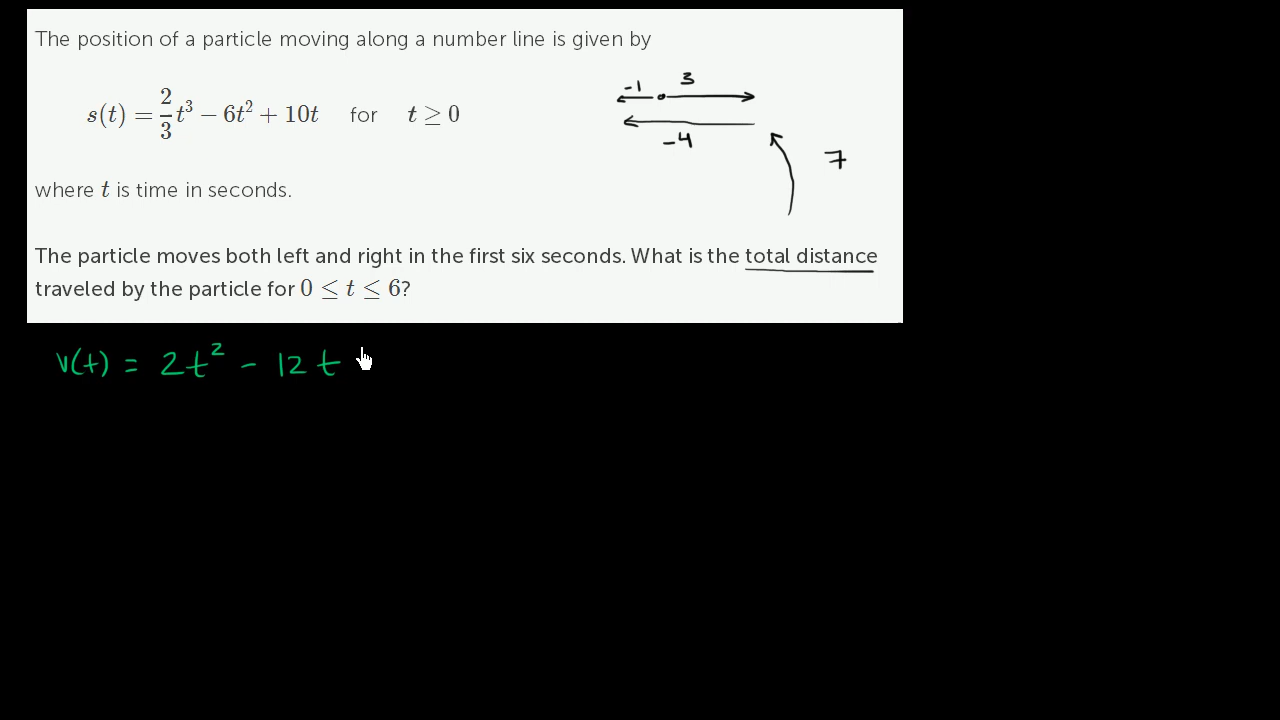 The position of a particle moving along a number line is given by
s(t) = 2/3 t³ − 6t² + 10t for t ≥ 0
-1 3
-4
7
where t is time in seconds.
The particle moves both left and right in the first six seconds. What is the total distance
traveled by the particle for 0 ≤ t ≤ 6?
v(t) = 2t² - 12t